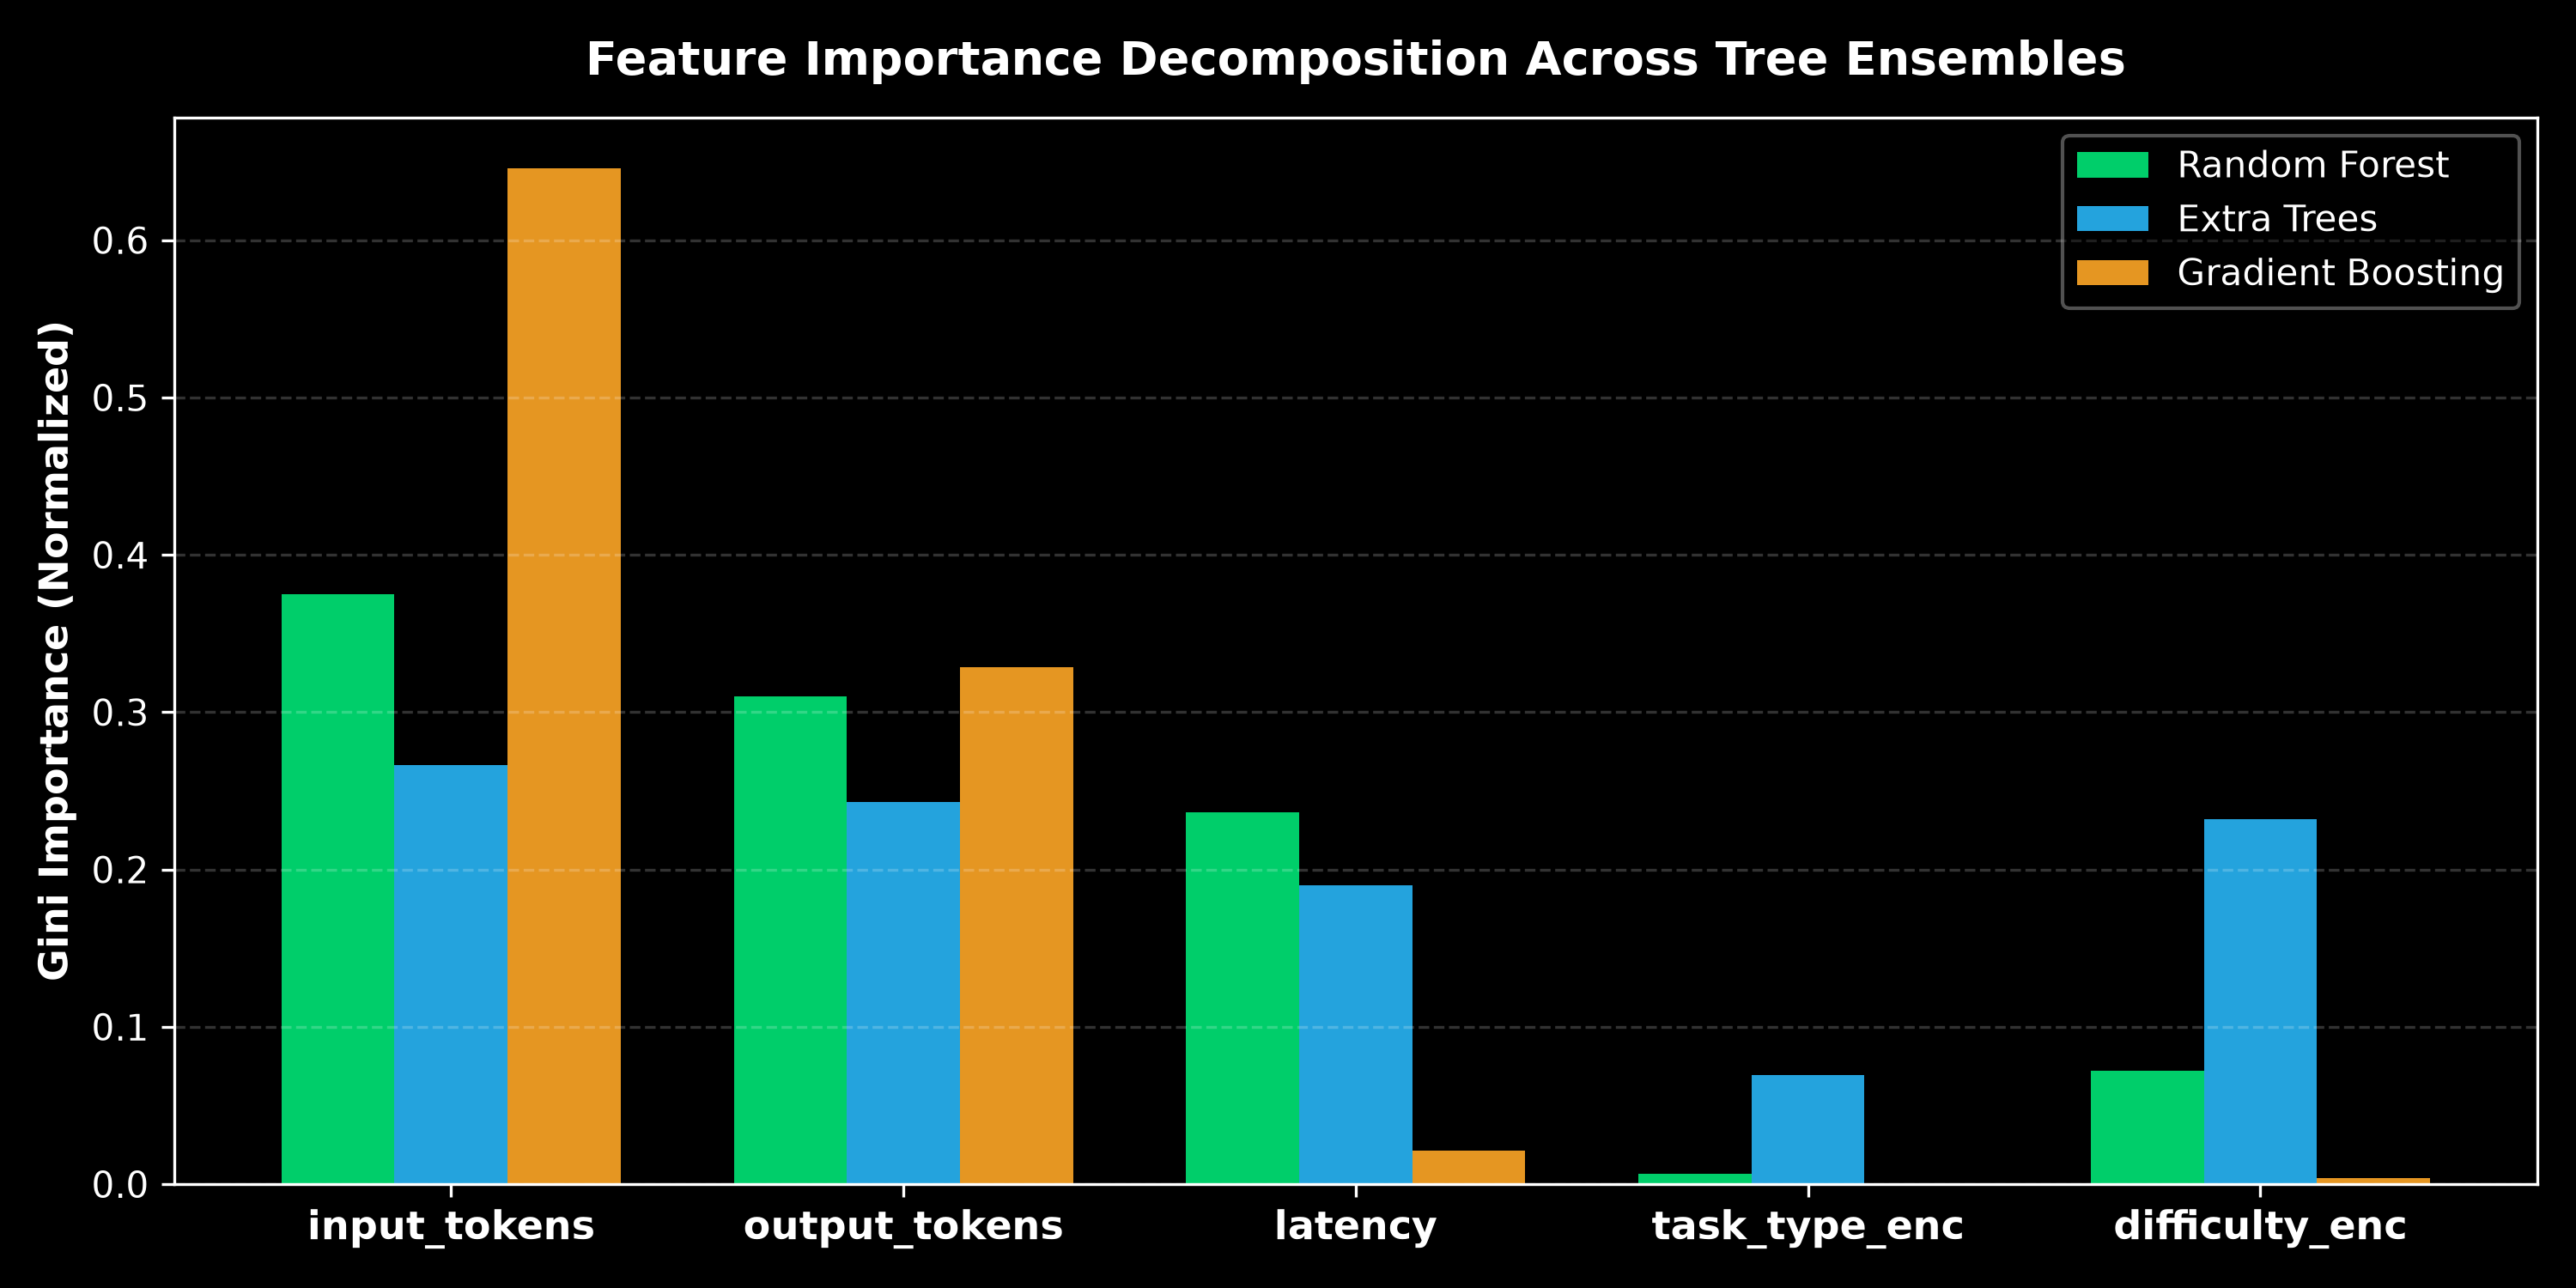 Feature Importance Decomposition Across Tree Ensembles
Random Forest
Extra Trees
Gradient Boosting
Gini Importance (Normalized)
0.6
0.5
0.4
0.3
0.2
0.1
0.0
input_tokens
output_tokens
latency
task_type_enc
difficulty_enc